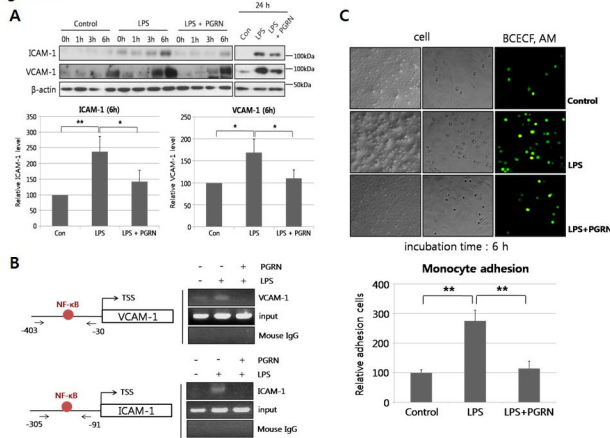 A
Control LPS LPS + PGRN 24 h
0h 1h 3h 6h 0h 1h 3h 6h 0h 1h 3h 6h Con LPS LPS + PGRN
ICAM-1 100kDa
VCAM-1 100kDa
50kDa
β-actin
ICAM-1 (6h)
** *
Relative ICAM-1 level
350
300
250
200
150
100
50
0
Con LPS LPS + PGRN
VCAM-1 (6h)
* *
Relative VCAM-1 level
250
200
150
100
50
0
Con LPS LPS + PGRN
B
NF-κB
TSS
VCAM-1
-403 -30
- - + PGRN
- + + LPS
VCAM-1
input
Mouse IgG
NF-κB
TSS
ICAM-1
-305 -91
- - + PGRN
- + + LPS
ICAM-1
input
Mouse IgG
C
cell BCECF, AM
Control
LPS
LPS+PGRN
incubation time : 6 h
Monocyte adhesion
** **
Relative adhesion cells
400
300
200
100
0
Control LPS LPS+PGRN